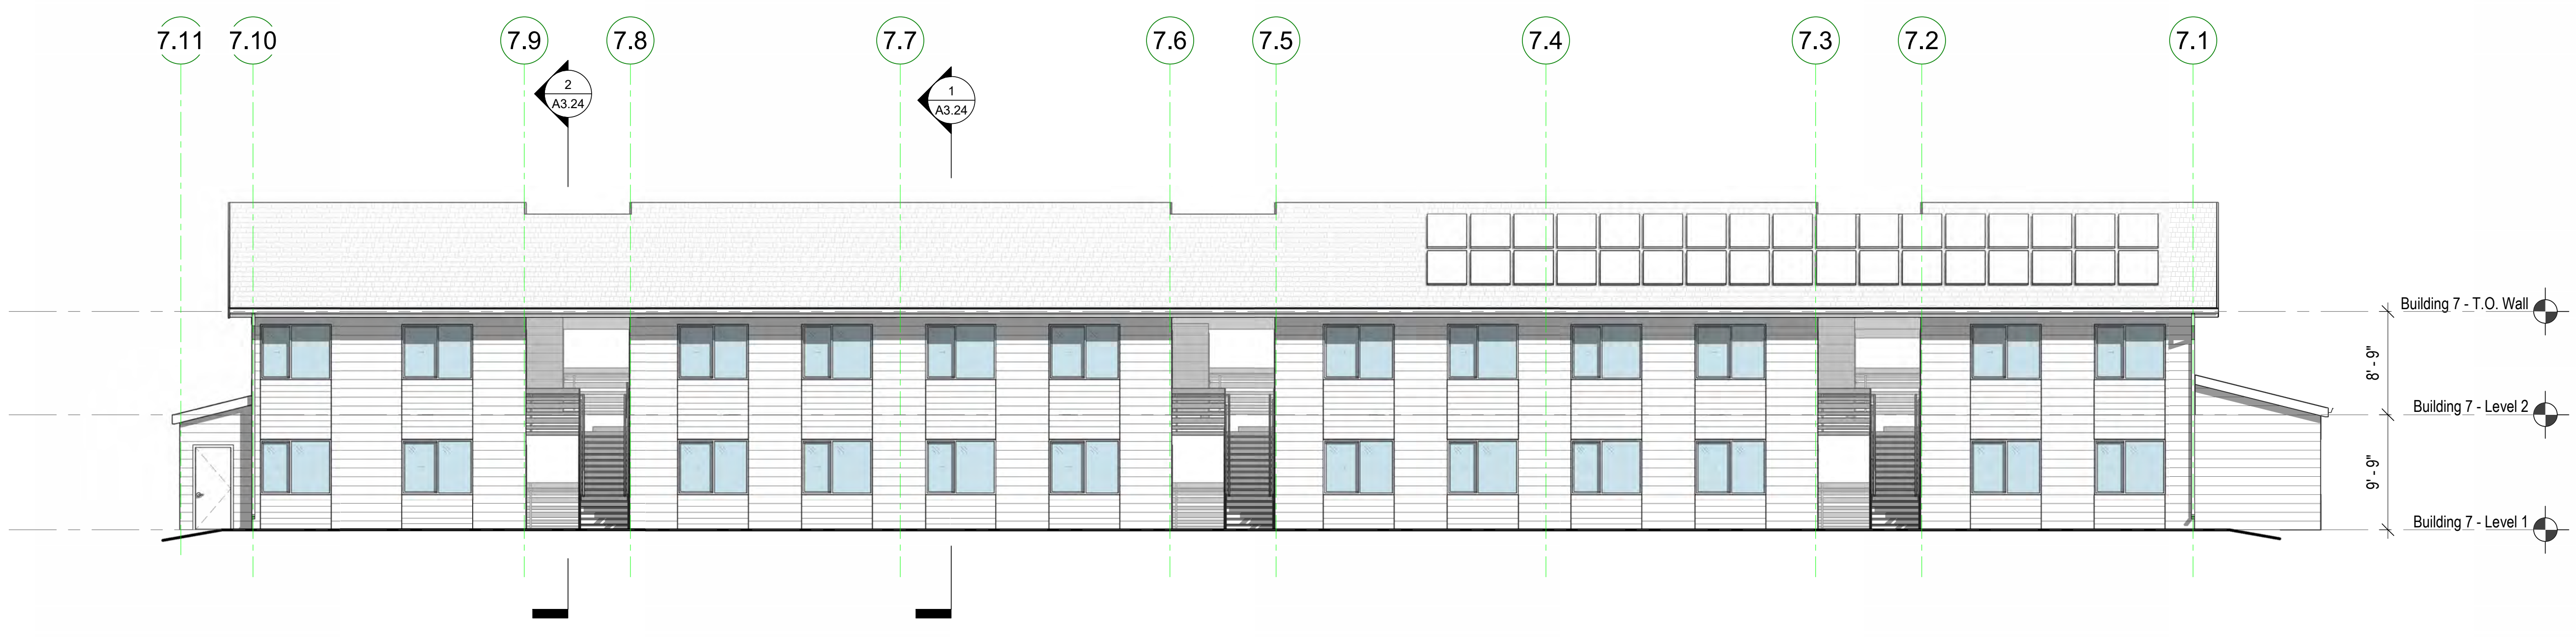 7.11
7.10
7.9
7.8
7.7
7.6
7.5
7.4
7.3
7.2
7.1
2
A3.24
1
A3.24
Building 7 - T.O. Wall
8' - 9"
Building 7 - Level 2
9' - 9"
Building 7 - Level 1